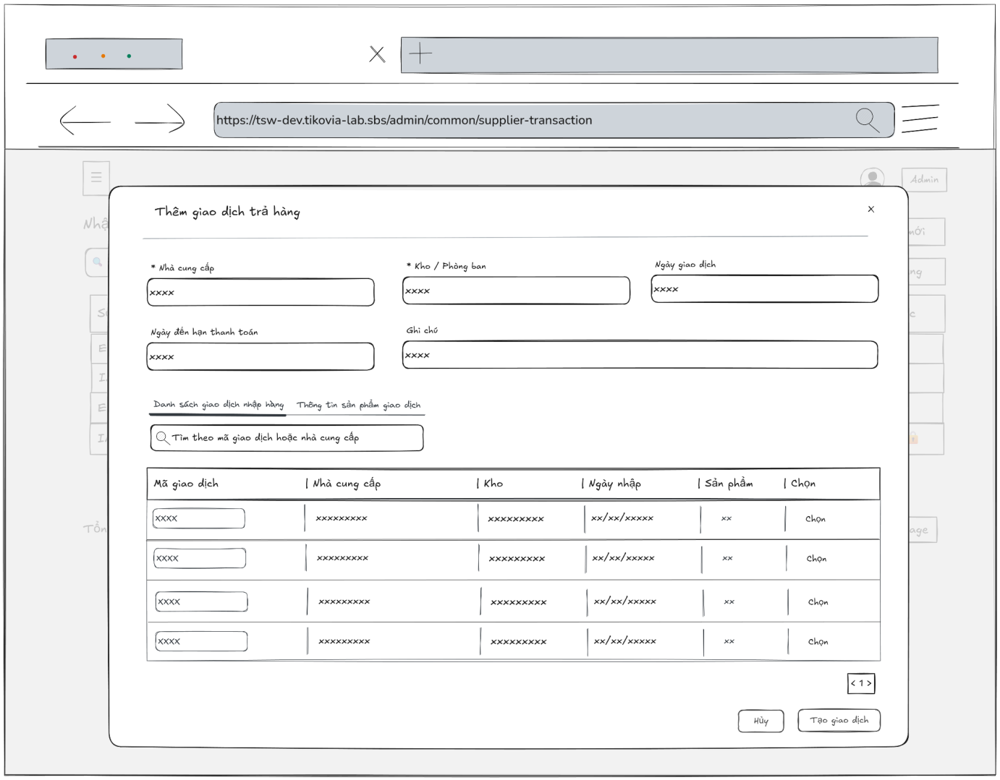 https://tsw-dev.tikovia-lab.sbs/admin/common/supplier-transaction
Admin
Nhậ
mới
Thêm giao dịch trả hàng
x
* Nhà cung cấp
* Kho / Phòng ban
Ngày giao dịch
xxxx
xxxx
xxxx
Ngày đến hạn thanh toán
Ghi chú
xxxx
xxxx
Danh sách giao dịch nhập hàng
Thông tin sản phẩm giao dịch
Tìm theo mã giao dịch hoặc nhà cung cấp
Mã giao dịch | Nhà cung cấp | Kho | Ngày nhập | Sản phẩm | Chọn
xxxx xxxxxxxxx xxxxxxxxx xx/xx/xxxxx xx Chọn
xxxx xxxxxxxxx xxxxxxxxx xx/xx/xxxxx xx Chọn
xxxx xxxxxxxxx xxxxxxxxx xx/xx/xxxxx xx Chọn
xxxx xxxxxxxxx xxxxxxxxx xx/xx/xxxxx xx Chọn
Tổn
age
< 1 >
Hủy
Tạo giao dịch